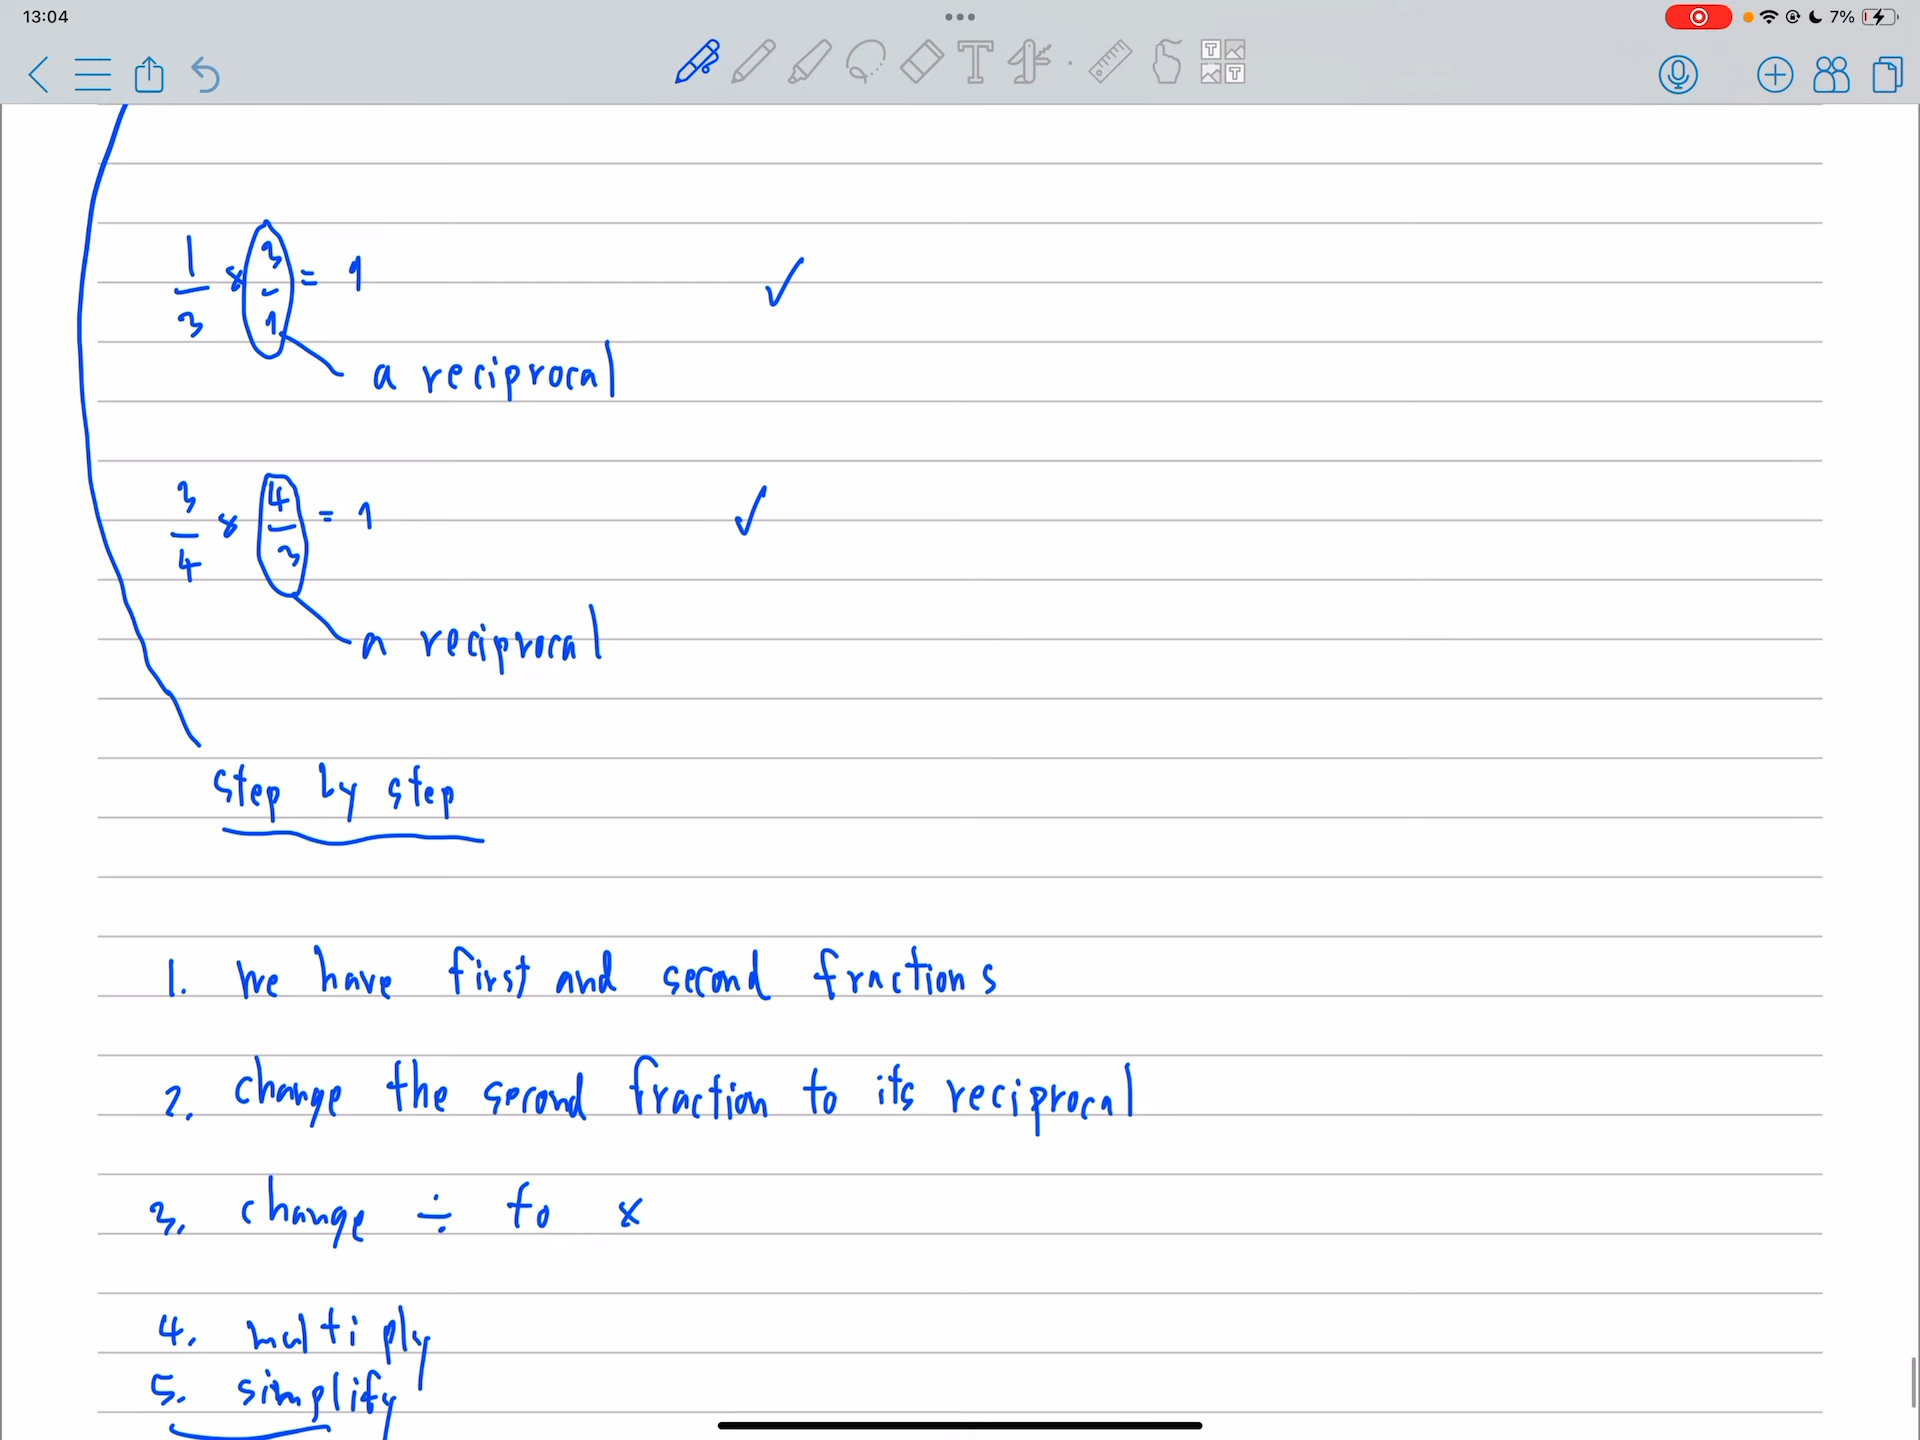 13:04
7%
1/3 × 3/1 = 1 ✓
a reciprocal
3/4 × 4/3 = 1 ✓
a reciprocal
step by step
1. we have first and second fractions
2. change the second fraction to its reciprocal
3. change ÷ to ×
4. multiply
5. simplify